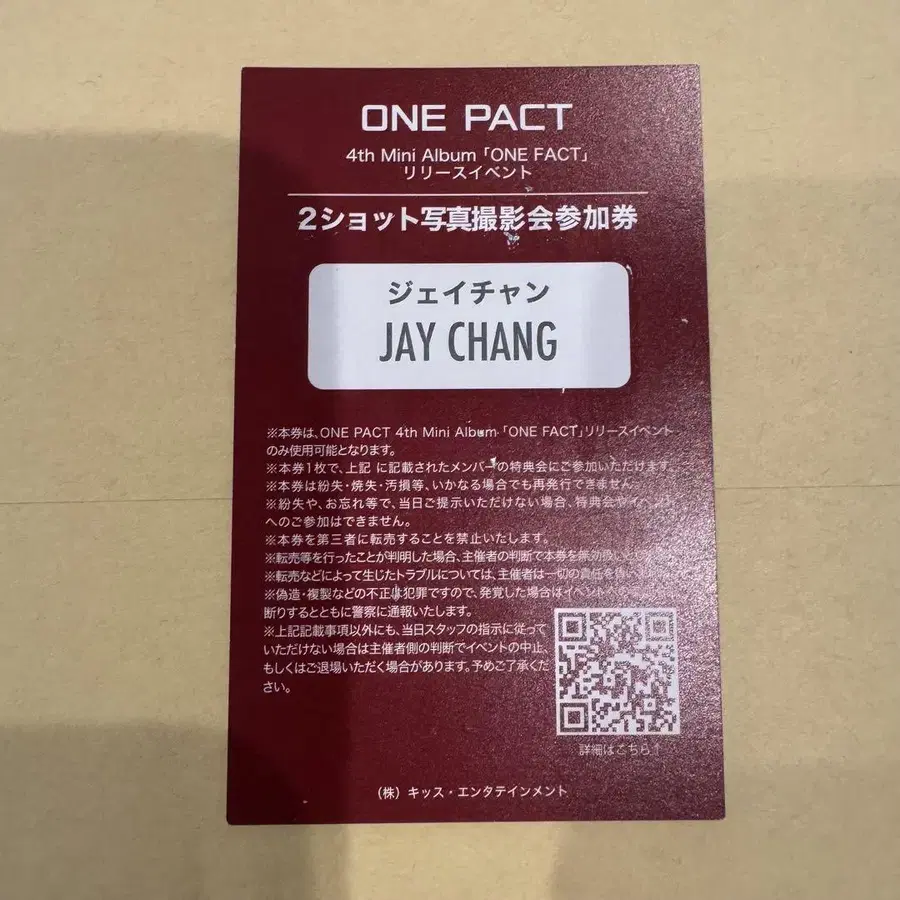 ONE PACT
4th Mini Album「ONE FACT」
リリースイベント
2ショット写真撮影会参加券
ジェイチャン
JAY CHANG
※本券は、ONE PACT 4th Mini Album「ONE FACT」リリースイベント
のみ使用可能となります。
※本券1枚で、上記 に記載されたメンバーの特典会にご参加いただけます。
※本券は紛失・焼失・汚損等、いかなる場合でも再発行できません。
※紛失や、お忘れ等で、当日ご提示いただけない場合、特典会やイベント
へのご参加はできません。
※本券を第三者に転売することを禁止いたします。
※転売等を行ったことが判明した場合、主催者の判断で本券を無効扱いと
※転売などによって生じたトラブルについては、主催者は一切の責任を負い
※偽造・複製などの不正は犯罪ですので、発覚した場合はイベント
断りするとともに警察に通報いたします。
※上記記載事項以外にも、当日スタッフの指示に従って
いただけない場合は主催者側の判断でイベントの中止、
もしくはご退場いただく場合があります。予めご了承くだ
さい。
詳細はこちら!
（株）キッス・エンタテインメント